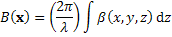 B(x) = (2π/λ) ∫ β(x, y, z) dz